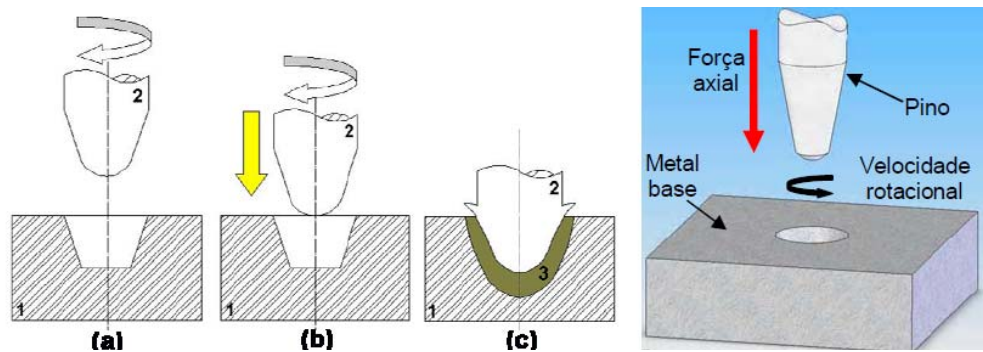 2
1
(a)
2
1
(b)
2
3
1
(c)
Força
axial
Pino
Metal
base
Velocidade
rotacional